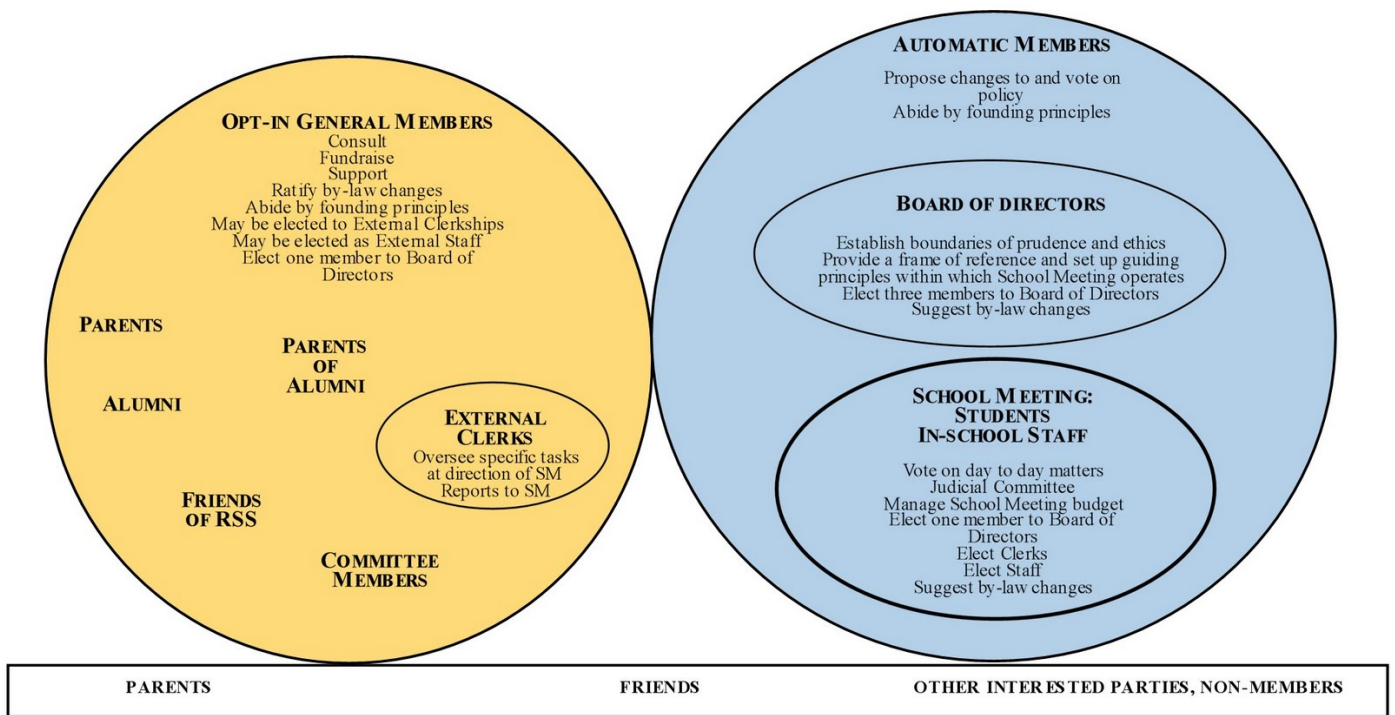 OPT-IN GENERAL MEMBERS
Consult
Fundraise
Support
Ratify by-law changes
Abide by founding principles
May be elected to External Clerkships
May be elected as External Staff
Elect one member to Board of
Directors
PARENTS
PARENTS
OF
ALUMNI
ALUMNI
EXTERNAL
CLERKS
Oversee specific tasks
at direction of SM
Reports to SM
FRIENDS
OF RSS
COMMITTEE
MEMBERS
AUTOMATIC MEMBERS
Propose changes to and vote on
policy
Abide by founding principles
BOARD OF DIRECTORS
Establish boundaries of prudence and ethics
Provide a frame of reference and set up guiding
principles within which School Meeting operates
Elect three members to Board of Directors
Suggest by-law changes
SCHOOL MEETING:
STUDENTS
IN-SCHOOL STAFF
Vote on day to day matters
Judicial Committee
Manage School Meeting budget
Elect one member to Board of
Directors
Elect Clerks
Elect Staff
Suggest by-law changes
PARENTS
FRIENDS
OTHER INTERESTED PARTIES, NON-MEMBERS